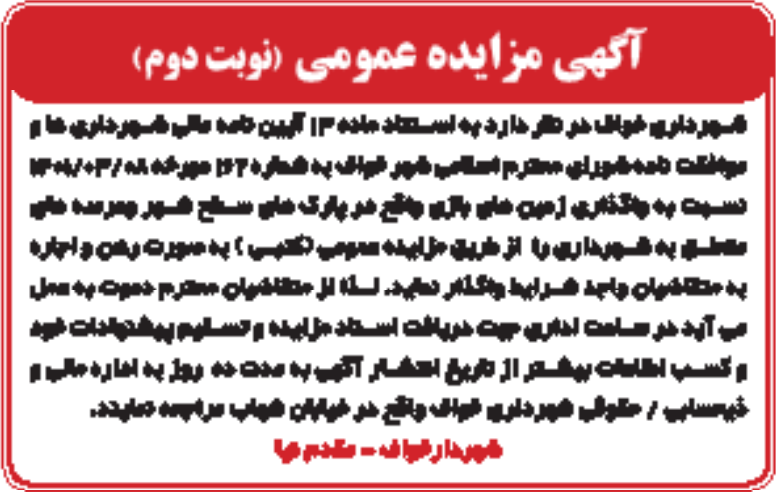 آگهی مزایده عمومی (نوبت دوم)
شهرداری خواف در نظر دارد به استناد ماده ۱۳ آیین نامه مالی شهرداری ها و
موافقت نامه شورای محترم اسلامی شهر خواف به شماره ۱۶۲ مورخه
نسبت به واگذاری زمین های بازی واقع در پارک های سطح شهر وعرصه های
متعلق به شهرداری را از طریق مزایده عمومی (کتبی) به صورت رهن و اجاره
به متقاضیان واجد شرایط واگذار نماید. لذا از متقاضیان محترم دعوت به عمل
می آید در ساعت اداری جهت دریافت اسناد مزایده و تسلیم پیشنهادات خود
و کسب اطلاعات بیشتر از تاریخ انتشار آگهی به مدت ده روز به اداره مالی و
ذیحسابی / حقوقی شهرداری خواف واقع در خیابان شهاب مراجعه نمایند.
شهردار خواف - مقدم نیا